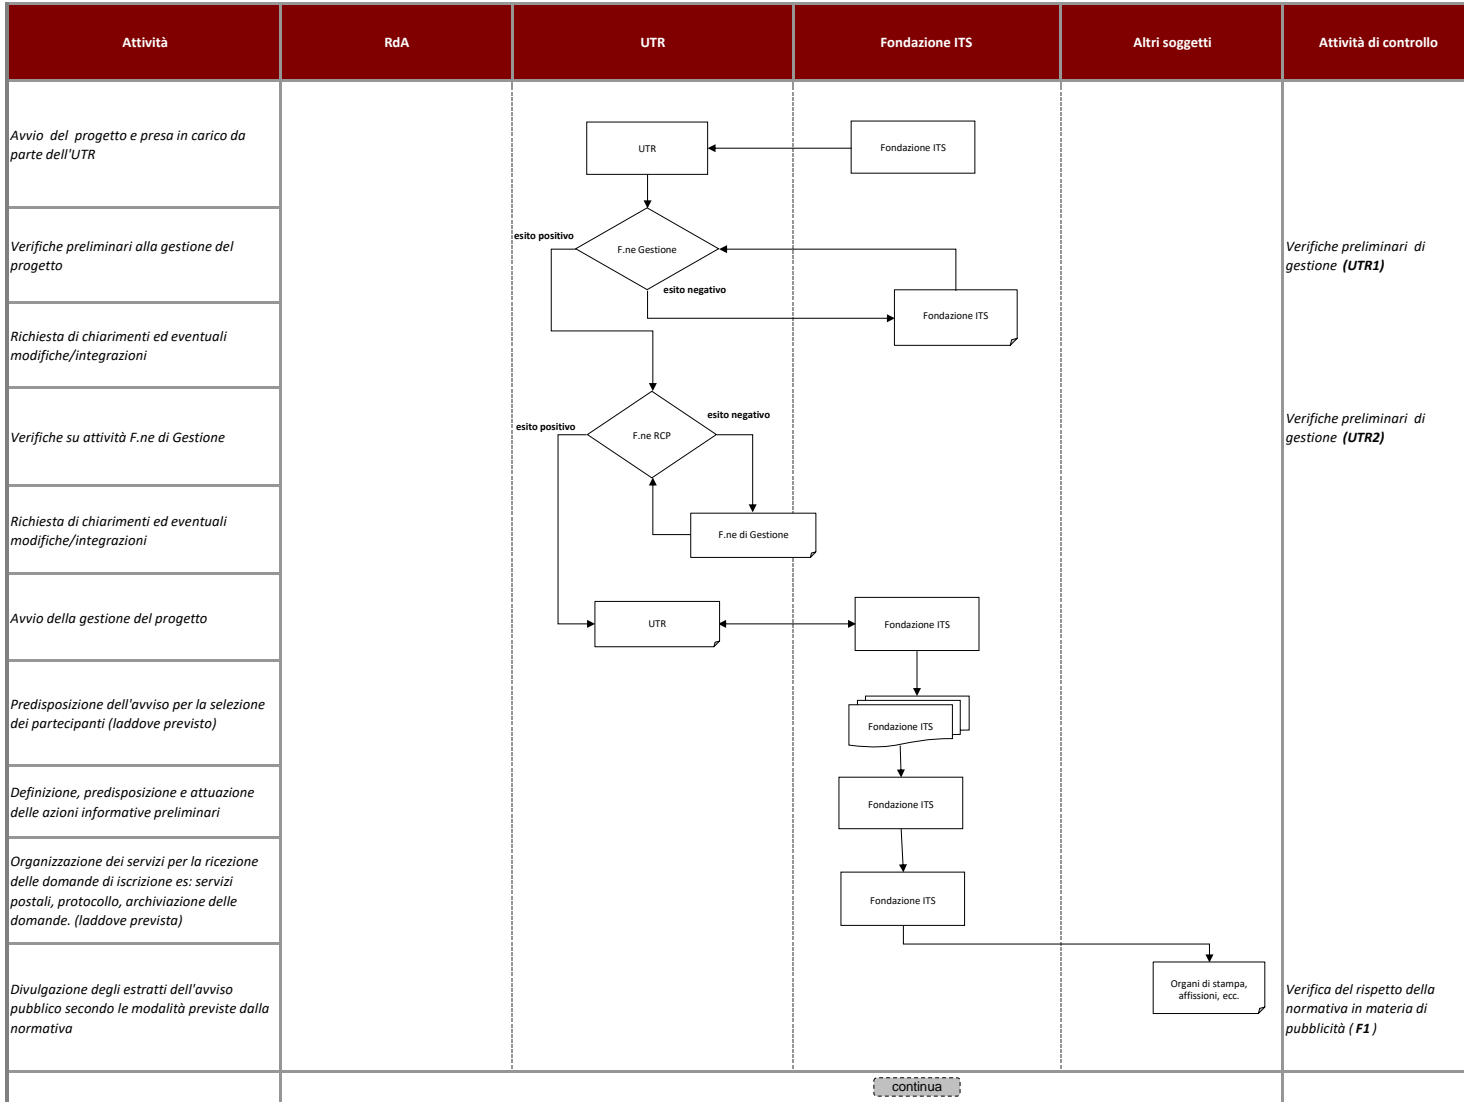 Attività
RdA
UTR
Fondazione ITS
Altri soggetti
Attività di controllo
Avvio del progetto e presa in carico da
parte dell'UTR
UTR
Fondazione ITS
Verifiche preliminari alla gestione del
progetto
esito positivo
F.ne Gestione
esito negativo
Verifiche preliminari di
gestione (UTR1)
Richiesta di chiarimenti ed eventuali
modifiche/integrazioni
Fondazione ITS
Verifiche su attività F.ne di Gestione
esito positivo
F.ne RCP
esito negativo
Verifiche preliminari di
gestione (UTR2)
Richiesta di chiarimenti ed eventuali
modifiche/integrazioni
F.ne di Gestione
Avvio della gestione del progetto
UTR
Fondazione ITS
Predisposizione dell'avviso per la selezione
dei partecipanti (laddove previsto)
Fondazione ITS
Definizione, predisposizione e attuazione
delle azioni informative preliminari
Fondazione ITS
Organizzazione dei servizi per la ricezione
delle domande di iscrizione es: servizi
postali, protocollo, archiviazione delle
domande. (laddove prevista)
Fondazione ITS
Divulgazione degli estratti dell'avviso
pubblico secondo le modalità previste dalla
normativa
Organi di stampa,
affissioni, ecc.
Verifica del rispetto della
normativa in materia di
pubblicità ( F1 )
continua